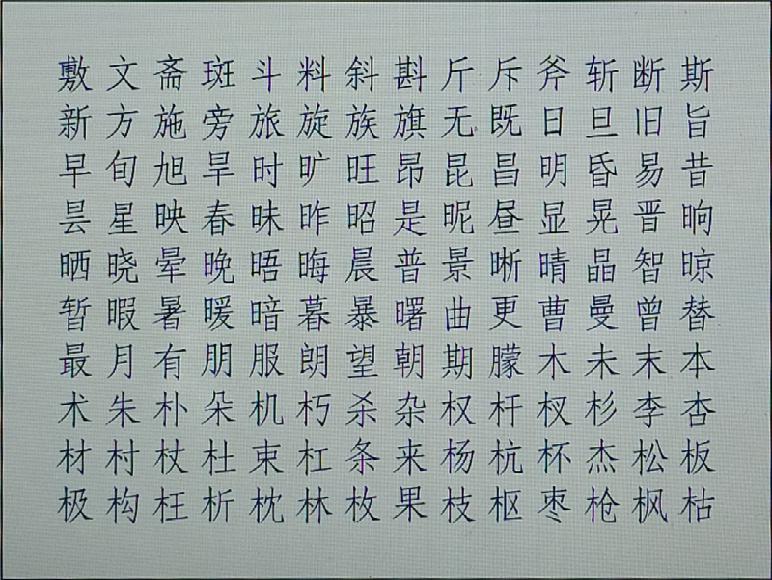 敷文斋斑斗料斜斟斤斥斧斩断斯
新方施旁旅旋族旗无既日旦旧旨
早旬旭旱时旷旺昂昆昌明昏易昔
昙星映春昧昨昭是昵昼显晃晋晌
晒晓晕晚晤晦晨普景晰晴晶智晾
暂暇暑暖暗暮暴曙曲更曹曼曾替
最月有朋服朗望朝期朦木未末本
术朱朴朵机朽杀杂权杆杈杉李杏
材村杖杜束杠条来杨杭杯杰松板
极构枉析枕林枚果枝枢枣枪枫枯